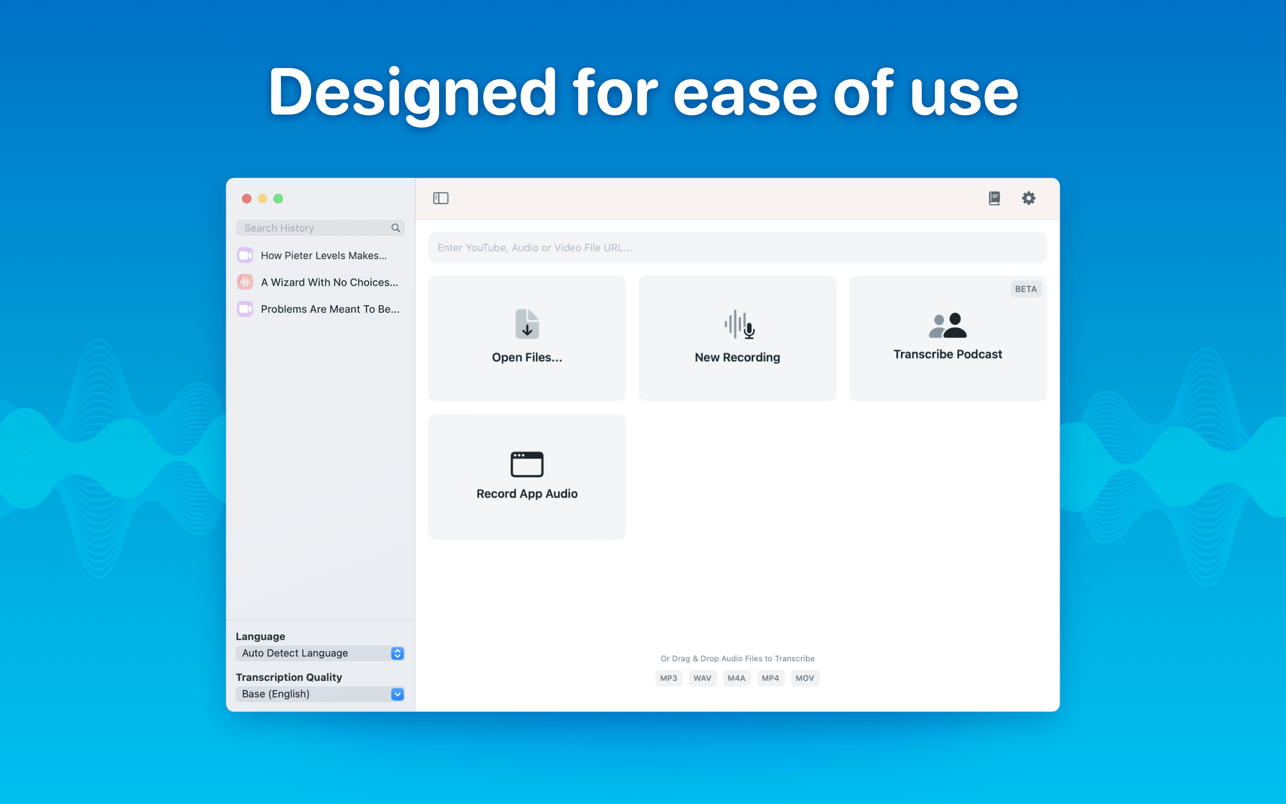 Designed for ease of use
Search History
How Pieter Levels Makes...
A Wizard With No Choices...
Problems Are Meant To Be...
Language
Auto Detect Language
Transcription Quality
Base (English)
Enter YouTube, Audio or Video File URL...
Open Files...
New Recording
BETA
Transcribe Podcast
Record App Audio
Or Drag & Drop Audio Files to Transcribe
MP3 WAV M4A MP4 MOV